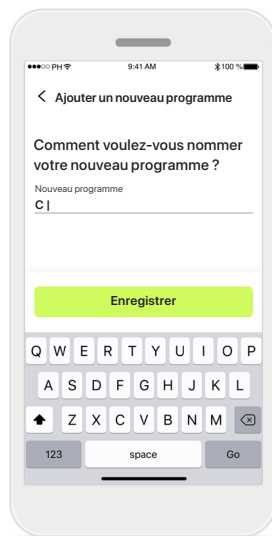 PH 9:41 AM 100 %
Ajouter un nouveau programme
Comment voulez-vous nommer
votre nouveau programme ?
Nouveau programme
C |
Enregistrer
Q W E R T Y U I O P
A S D F G H J K L
Z X C V B N M
123 space Go